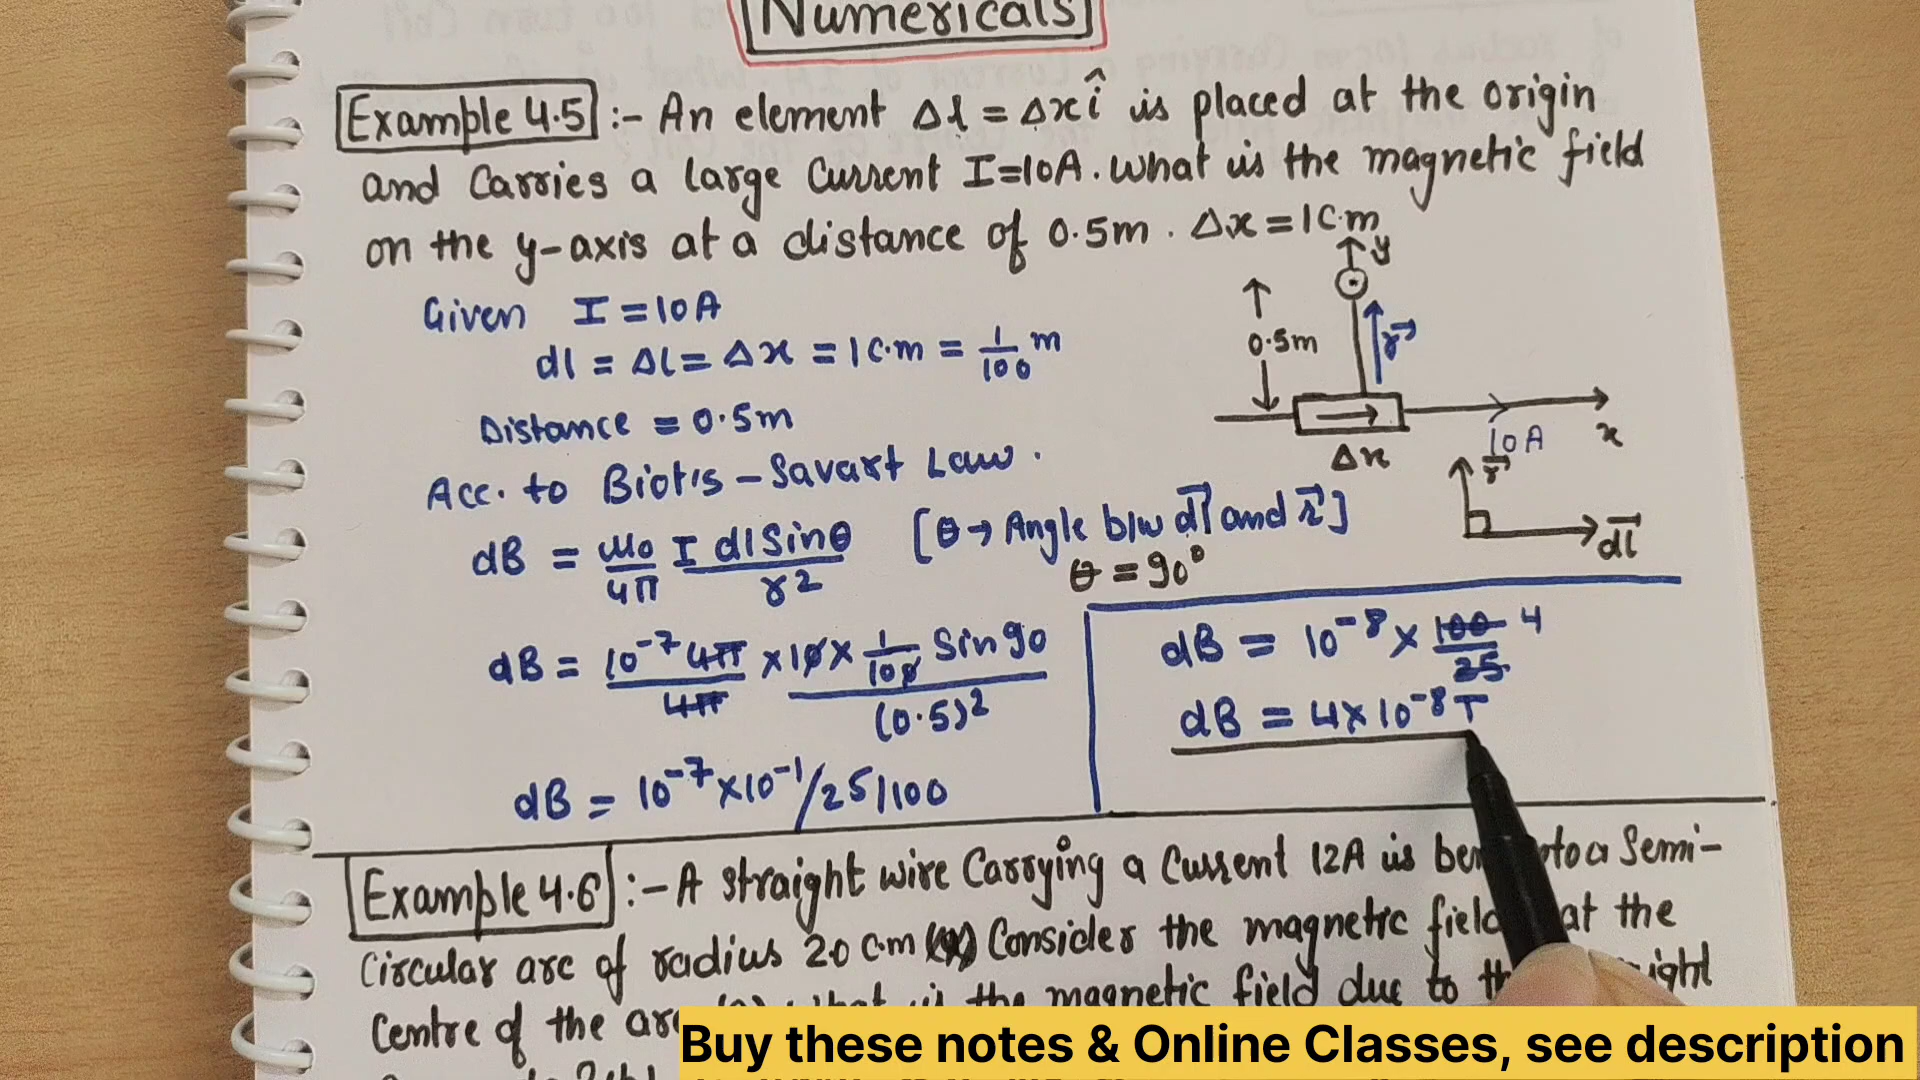 Numericals
Example 4.5 :- An element Δl = Δx î is placed at the origin
and Carries a large Current I=10A. What is the magnetic field
on the y-axis at a distance of 0.5m. Δx = 1C.m
Given I = 10A
dl = Δl = Δx = 1C.m = 1/100 m
Distance = 0.5m
Acc. to Biot's - Savart Law.
dB = μ0/4π I dl Sinθ/r2 [θ → Angle b/w dl⃗ and r⃗]
θ = 90°
dB = 10^-7 4π/4π × 10 × 1/100 Sin 90/(0.5)^2
dB = 10^-7 × 10^-1/25/100
y
0.5m
r⃗
Δx
10A
x
r⃗
dl⃗
dB = 10^-8 × 100/25 4
dB = 4×10^-8 T
Example 4.6 :- A straight wire Carrying a Current 12A is a Semi-
Circular arc of radius 2.0 cm Consider the magnetic field at the
Centre of the is the magnetic field due to
Buy these notes & Online Classes, see description